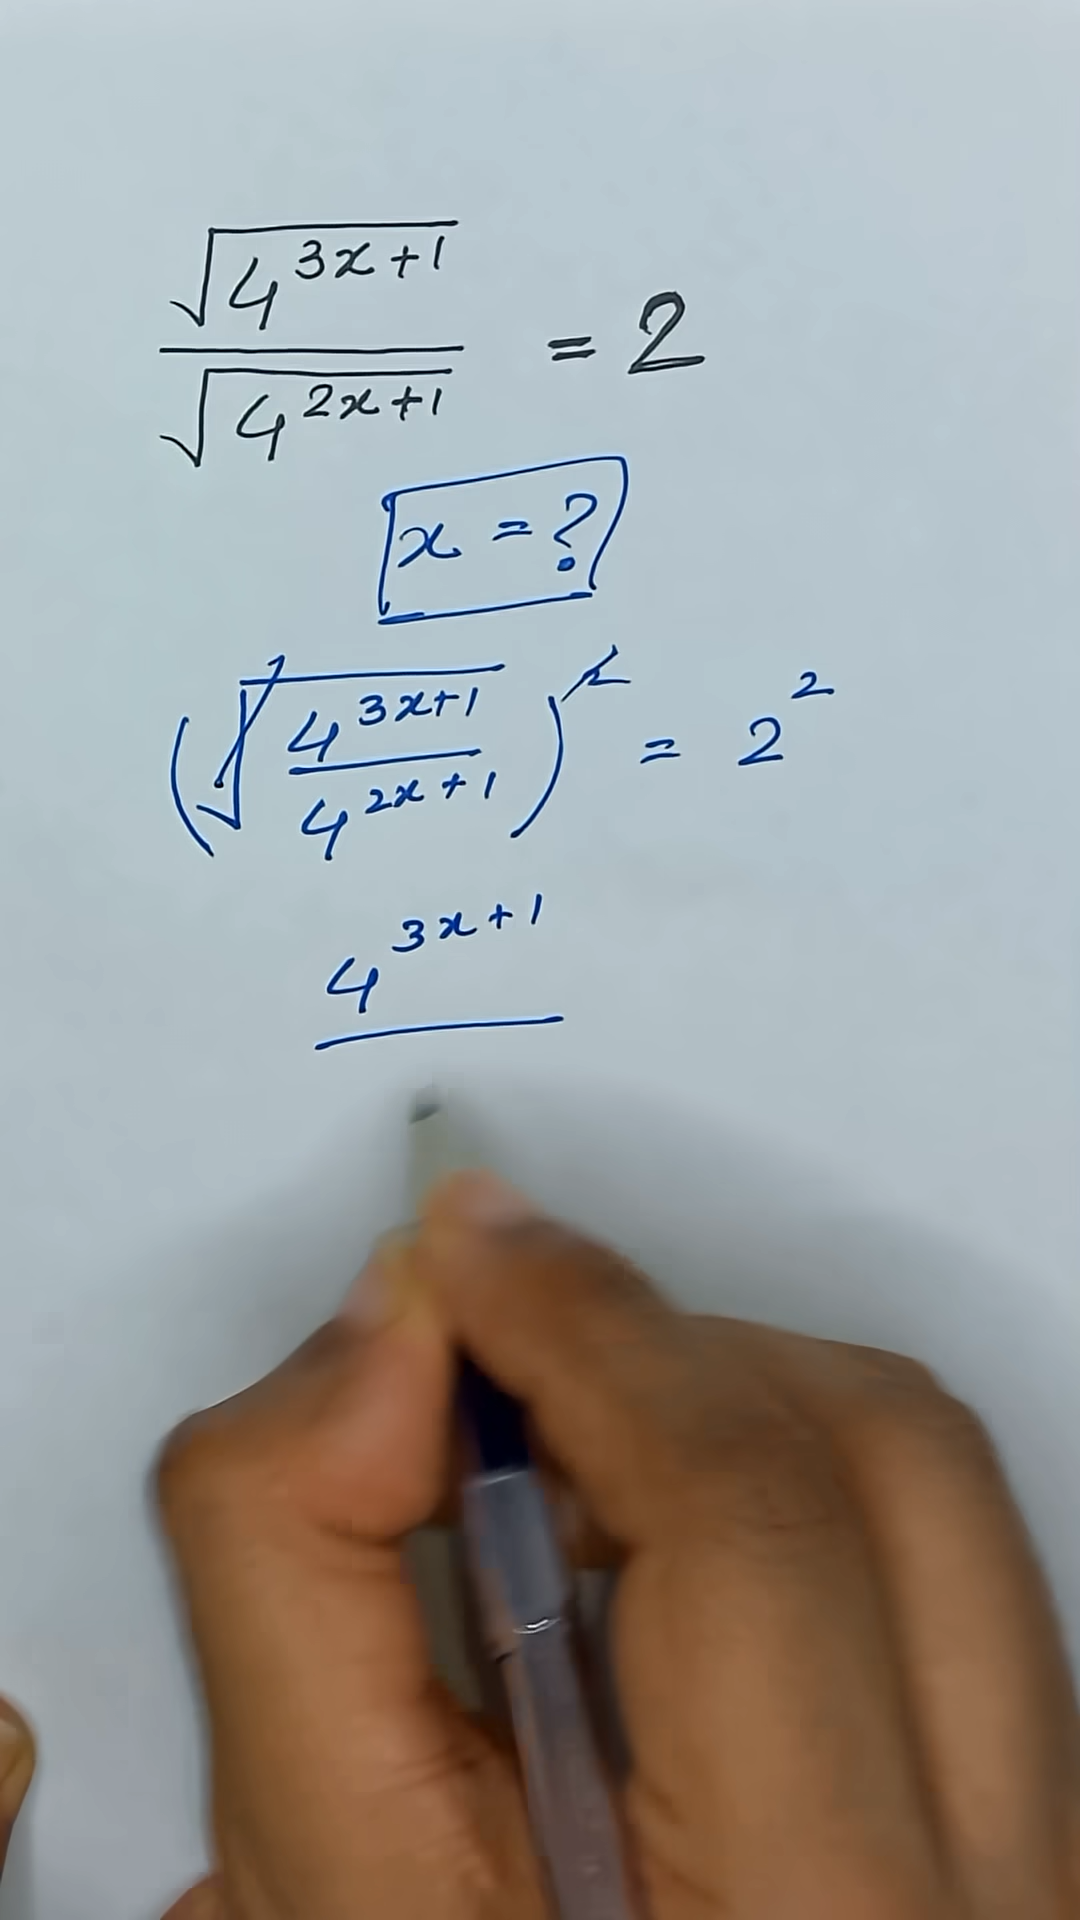 √4^(3x+1) / √4^(2x+1) = 2
x = ?
(√(4^(3x+1) / 4^(2x+1)))^2 = 2^2
4^(3x+1)